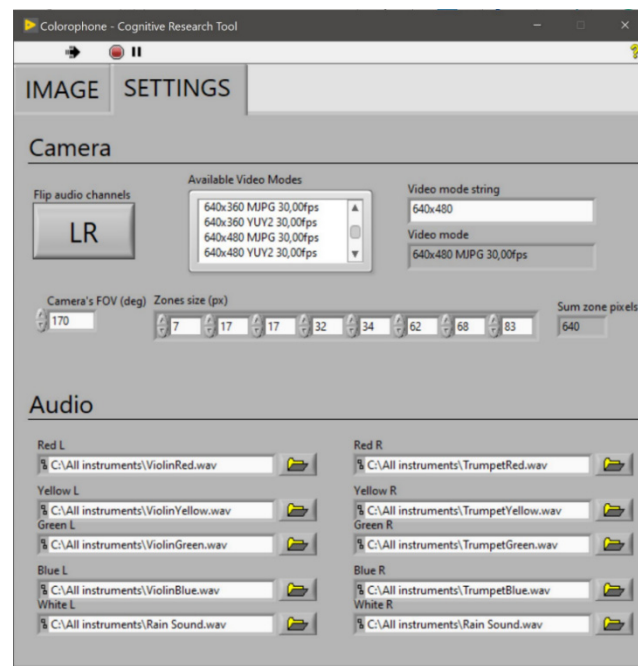 Colorophone - Cognitive Research Tool
IMAGE SETTINGS
Camera
Flip audio channels
LR
Available Video Modes
640x360 MJPG 30,00fps
640x360 YUY2 30,00fps
640x480 MJPG 30,00fps
640x480 YUY2 30,00fps
Video mode string
640x480
Video mode
640x480 MJPG 30,00fps
Camera's FOV (deg) Zones size (px) Sum zone pixels
170 7 17 17 32 34 62 68 83 640
Audio
Red L Red R
C:\All instruments\ViolinRed.wav C:\All instruments\TrumpetRed.wav
Yellow L Yellow R
C:\All instruments\ViolinYellow.wav C:\All instruments\TrumpetYellow.wav
Green L Green R
C:\All instruments\ViolinGreen.wav C:\All instruments\TrumpetGreen.wav
Blue L Blue R
C:\All instruments\ViolinBlue.wav C:\All instruments\TrumpetBlue.wav
White L White R
C:\All instruments\Rain Sound.wav C:\All instruments\Rain Sound.wav